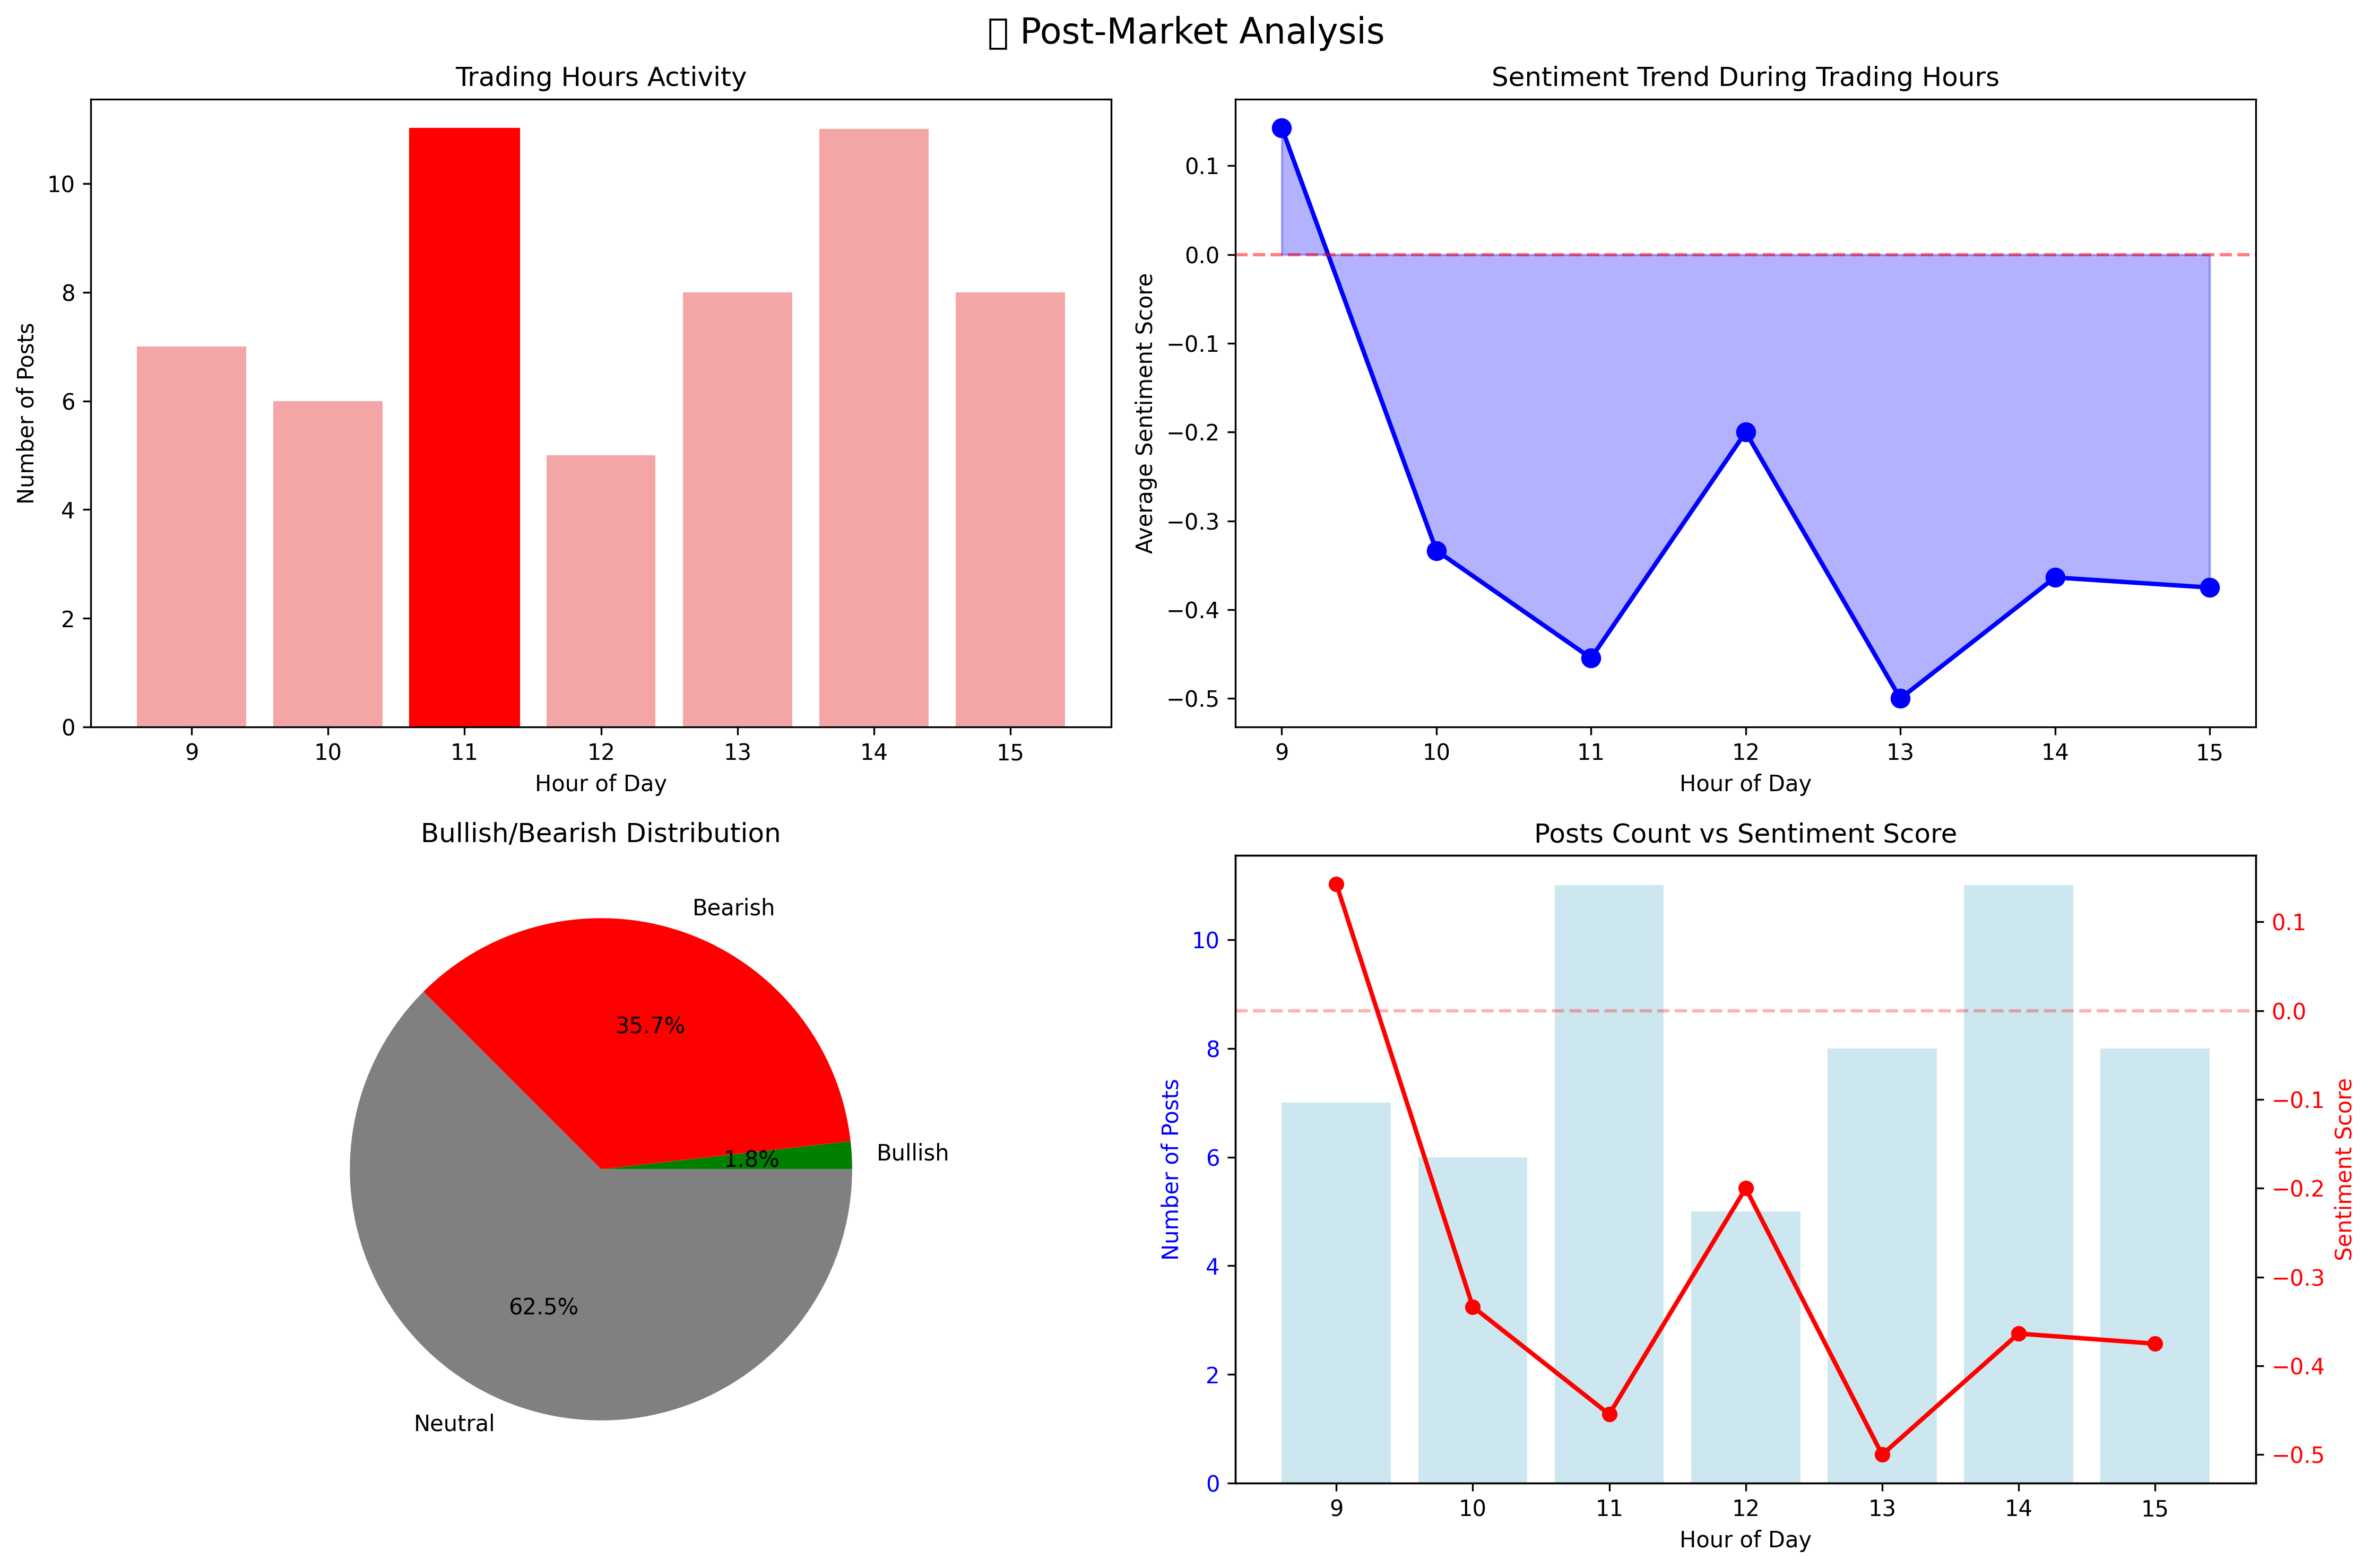 Post-Market Analysis
Trading Hours Activity
Number of Posts
10
8
6
4
2
0
9 10 11 12 13 14 15
Hour of Day
Sentiment Trend During Trading Hours
Average Sentiment Score
0.1
0.0
−0.1
−0.2
−0.3
−0.4
−0.5
9 10 11 12 13 14 15
Hour of Day
Bullish/Bearish Distribution
Bearish
35.7%
Bullish
1.8%
62.5%
Neutral
Posts Count vs Sentiment Score
Number of Posts
10
8
6
4
2
0
0.1
0.0
−0.1
−0.2
−0.3
−0.4
−0.5
Sentiment Score
9 10 11 12 13 14 15
Hour of Day